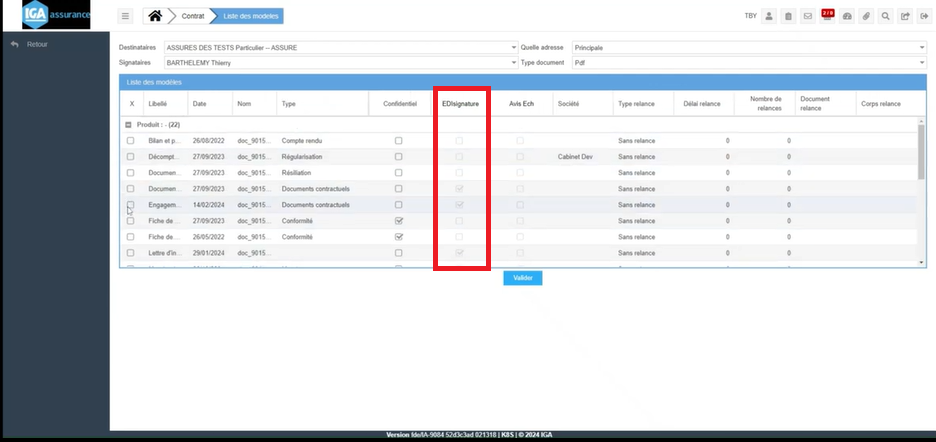 IGA assurance
Contrat
Liste des modèles
TBY
2 / 8
Retour
Destinataires ASSURES DES TESTS Particulier -- ASSURE Quelle adresse Principale
Signataires BARTHELEMY Thierry Type document Pdf
Liste des modèles
X Libellé Date Nom Type Confidentiel EDIsignature Avis Ech Société Type relance Délai relance Nombre de relances Document relance Corps relance
Produit : - (22)
Bilan et p... 26/08/2022 doc_9015... Compte rendu Sans relance 0 0
Décompt... 27/09/2023 doc_9015... Régularisation Cabinet Dev Sans relance 0 0
Documen... 27/09/2023 doc_9015... Résiliation Sans relance 0 0
Documen... 27/09/2023 doc_9015... Documents contractuels Sans relance 0 0
Engagem... 14/02/2024 doc_9015... Documents contractuels Sans relance 0 0
Fiche de ... 27/09/2023 doc_9015... Conformité Sans relance 0 0
Fiche de ... 26/05/2022 doc_9015... Conformité Sans relance 0 0
Lettre d'in... 29/01/2024 doc_9015... Sans relance 0 0
Valider
Version fde/IA-9084 52d3c3ad 021318 | K8S | © 2024 IGA